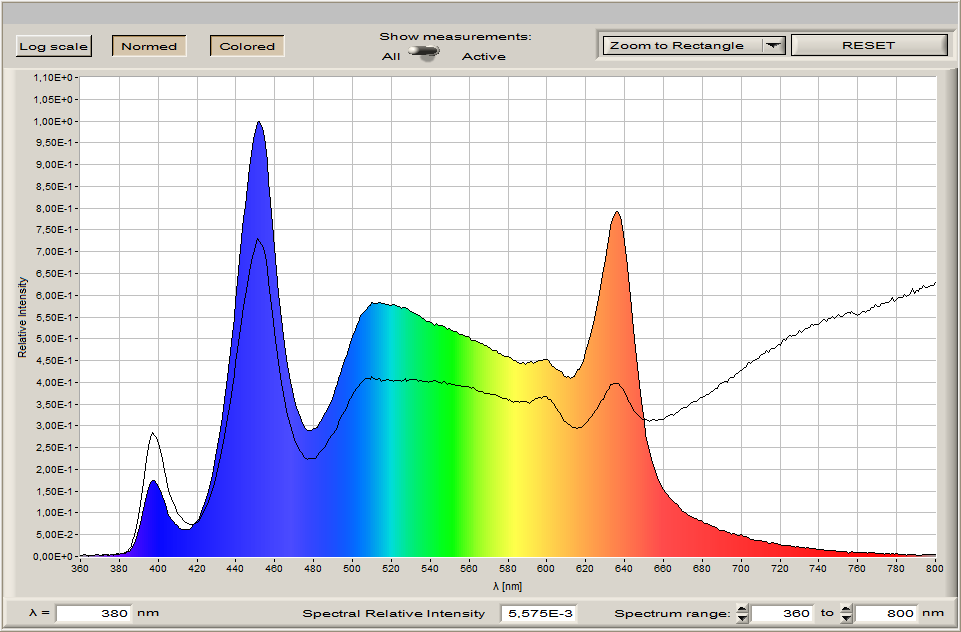 Show measurements:
Log scale Normed Colored All Active Zoom to Rectangle RESET
1,10E+0
1,05E+0
1,00E+0
9,50E-1
9,00E-1
8,50E-1
8,00E-1
7,50E-1
7,00E-1
6,50E-1
6,00E-1
5,50E-1
5,00E-1
4,50E-1
4,00E-1
3,50E-1
3,00E-1
2,50E-1
2,00E-1
1,50E-1
1,00E-1
5,00E-2
0,00E+0
Relative Intensity
360 380 400 420 440 460 480 500 520 540 560 580 600 620 640 660 680 700 720 740 760 780 800
λ [nm]
λ = 380 nm Spectral Relative Intensity 5,575E-3 Spectrum range: 360 to 800 nm